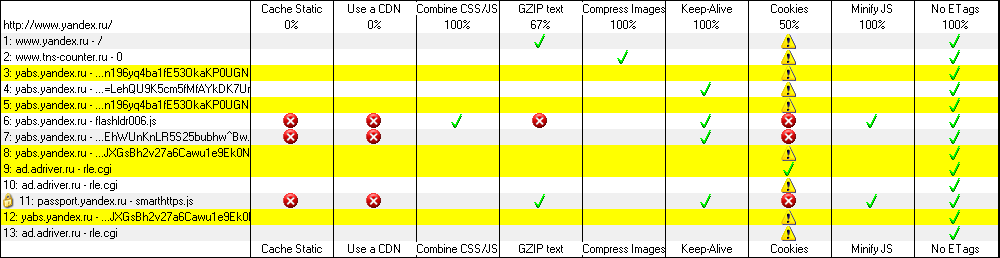 Cache Static Use a CDN Combine CSS/JS GZIP text Compress Images Keep-Alive Cookies Minify JS No ETags
http://www.yandex.ru/ 0% 0% 100% 67% 100% 100% 50% 100% 100%
1: www.yandex.ru - /
2: www.tns-counter.ru - 0
3: yabs.yandex.ru - ...n196yq4ba1fE53OkaKP0UGN
4: yabs.yandex.ru - ...=LehQU9K5cm5fMfAYkDK7Ur
5: yabs.yandex.ru - ...n196yq4ba1fE53OkaKP0UGN
6: yabs.yandex.ru - flashldr006.js
7: yabs.yandex.ru - ...EhWUnKnLR5S25bubhw^Bw.
8: yabs.yandex.ru - ...JXGsBh2v27a6Cawu1e9Ek0N
9: ad.adriver.ru - rle.cgi
10: ad.adriver.ru - rle.cgi
11: passport.yandex.ru - smarthttps.js
12: yabs.yandex.ru - ...JXGsBh2v27a6Cawu1e9Ek0
13: ad.adriver.ru - rle.cgi
Cache Static Use a CDN Combine CSS/JS GZIP text Compress Images Keep-Alive Cookies Minify JS No ETags